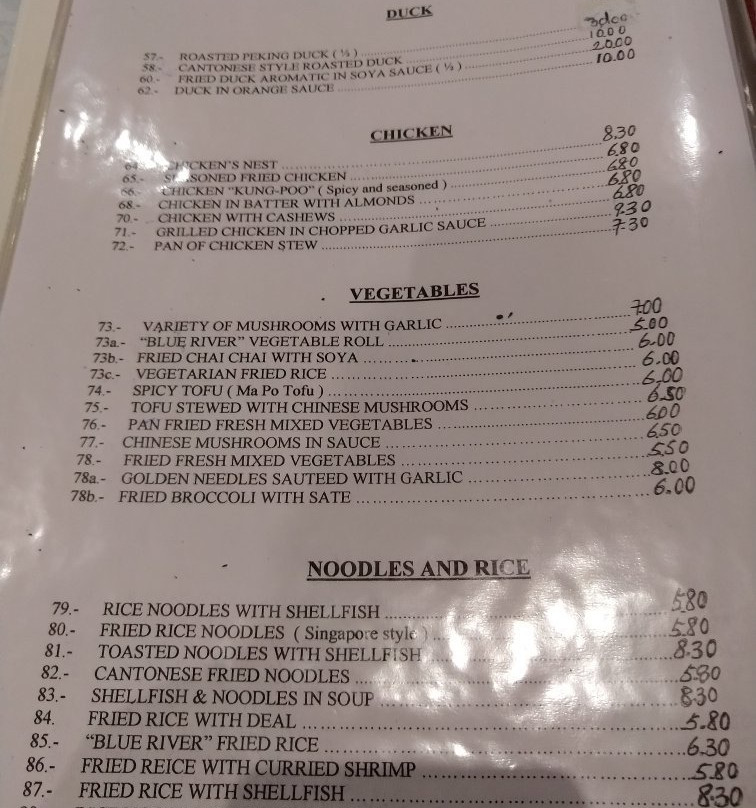 DUCK
57.- ROASTED PEKING DUCK ( ½ )
58.- CANTONESE STYLE ROASTED DUCK 10.00
60.- FRIED DUCK AROMATIC IN SOYA SAUCE ( ½ ) 20.00
62.- DUCK IN ORANGE SAUCE 10.00
CHICKEN
64.- CHICKEN'S NEST 8,30
65.- SEASONED FRIED CHICKEN 6,80
66.- CHICKEN "KUNG-POO" ( Spicy and seasoned ) 6,80
68.- CHICKEN IN BATTER WITH ALMONDS 6,80
70.- CHICKEN WITH CASHEWS 6,80
71.- GRILLED CHICKEN IN CHOPPED GARLIC SAUCE 9.30
72.- PAN OF CHICKEN STEW 7.30
VEGETABLES
73.- VARIETY OF MUSHROOMS WITH GARLIC 7.00
73a.- "BLUE RIVER" VEGETABLE ROLL 5.00
73b.- FRIED CHAI CHAI WITH SOYA 6.00
73c.- VEGETARIAN FRIED RICE 6.00
74.- SPICY TOFU ( Ma Po Tofu ) 6,00
75.- TOFU STEWED WITH CHINESE MUSHROOMS 6.50
76.- PAN FRIED FRESH MIXED VEGETABLES 6.00
77.- CHINESE MUSHROOMS IN SAUCE 6,50
78.- FRIED FRESH MIXED VEGETABLES 5.50
78a.- GOLDEN NEEDLES SAUTEED WITH GARLIC 8.00
78b.- FRIED BROCCOLI WITH SATE 6.00
NOODLES AND RICE
79.- RICE NOODLES WITH SHELLFISH 5.80
80.- FRIED RICE NOODLES ( Singapore style ) 5.80
81.- TOASTED NOODLES WITH SHELLFISH 8.30
82.- CANTONESE FRIED NOODLES 5.80
83.- SHELLFISH & NOODLES IN SOUP 8.30
84. FRIED RICE WITH DEAL 5.80
85.- "BLUE RIVER" FRIED RICE 6.30
86.- FRIED REICE WITH CURRIED SHRIMP 5.80
87.- FRIED RICE WITH SHELLFISH 8.30